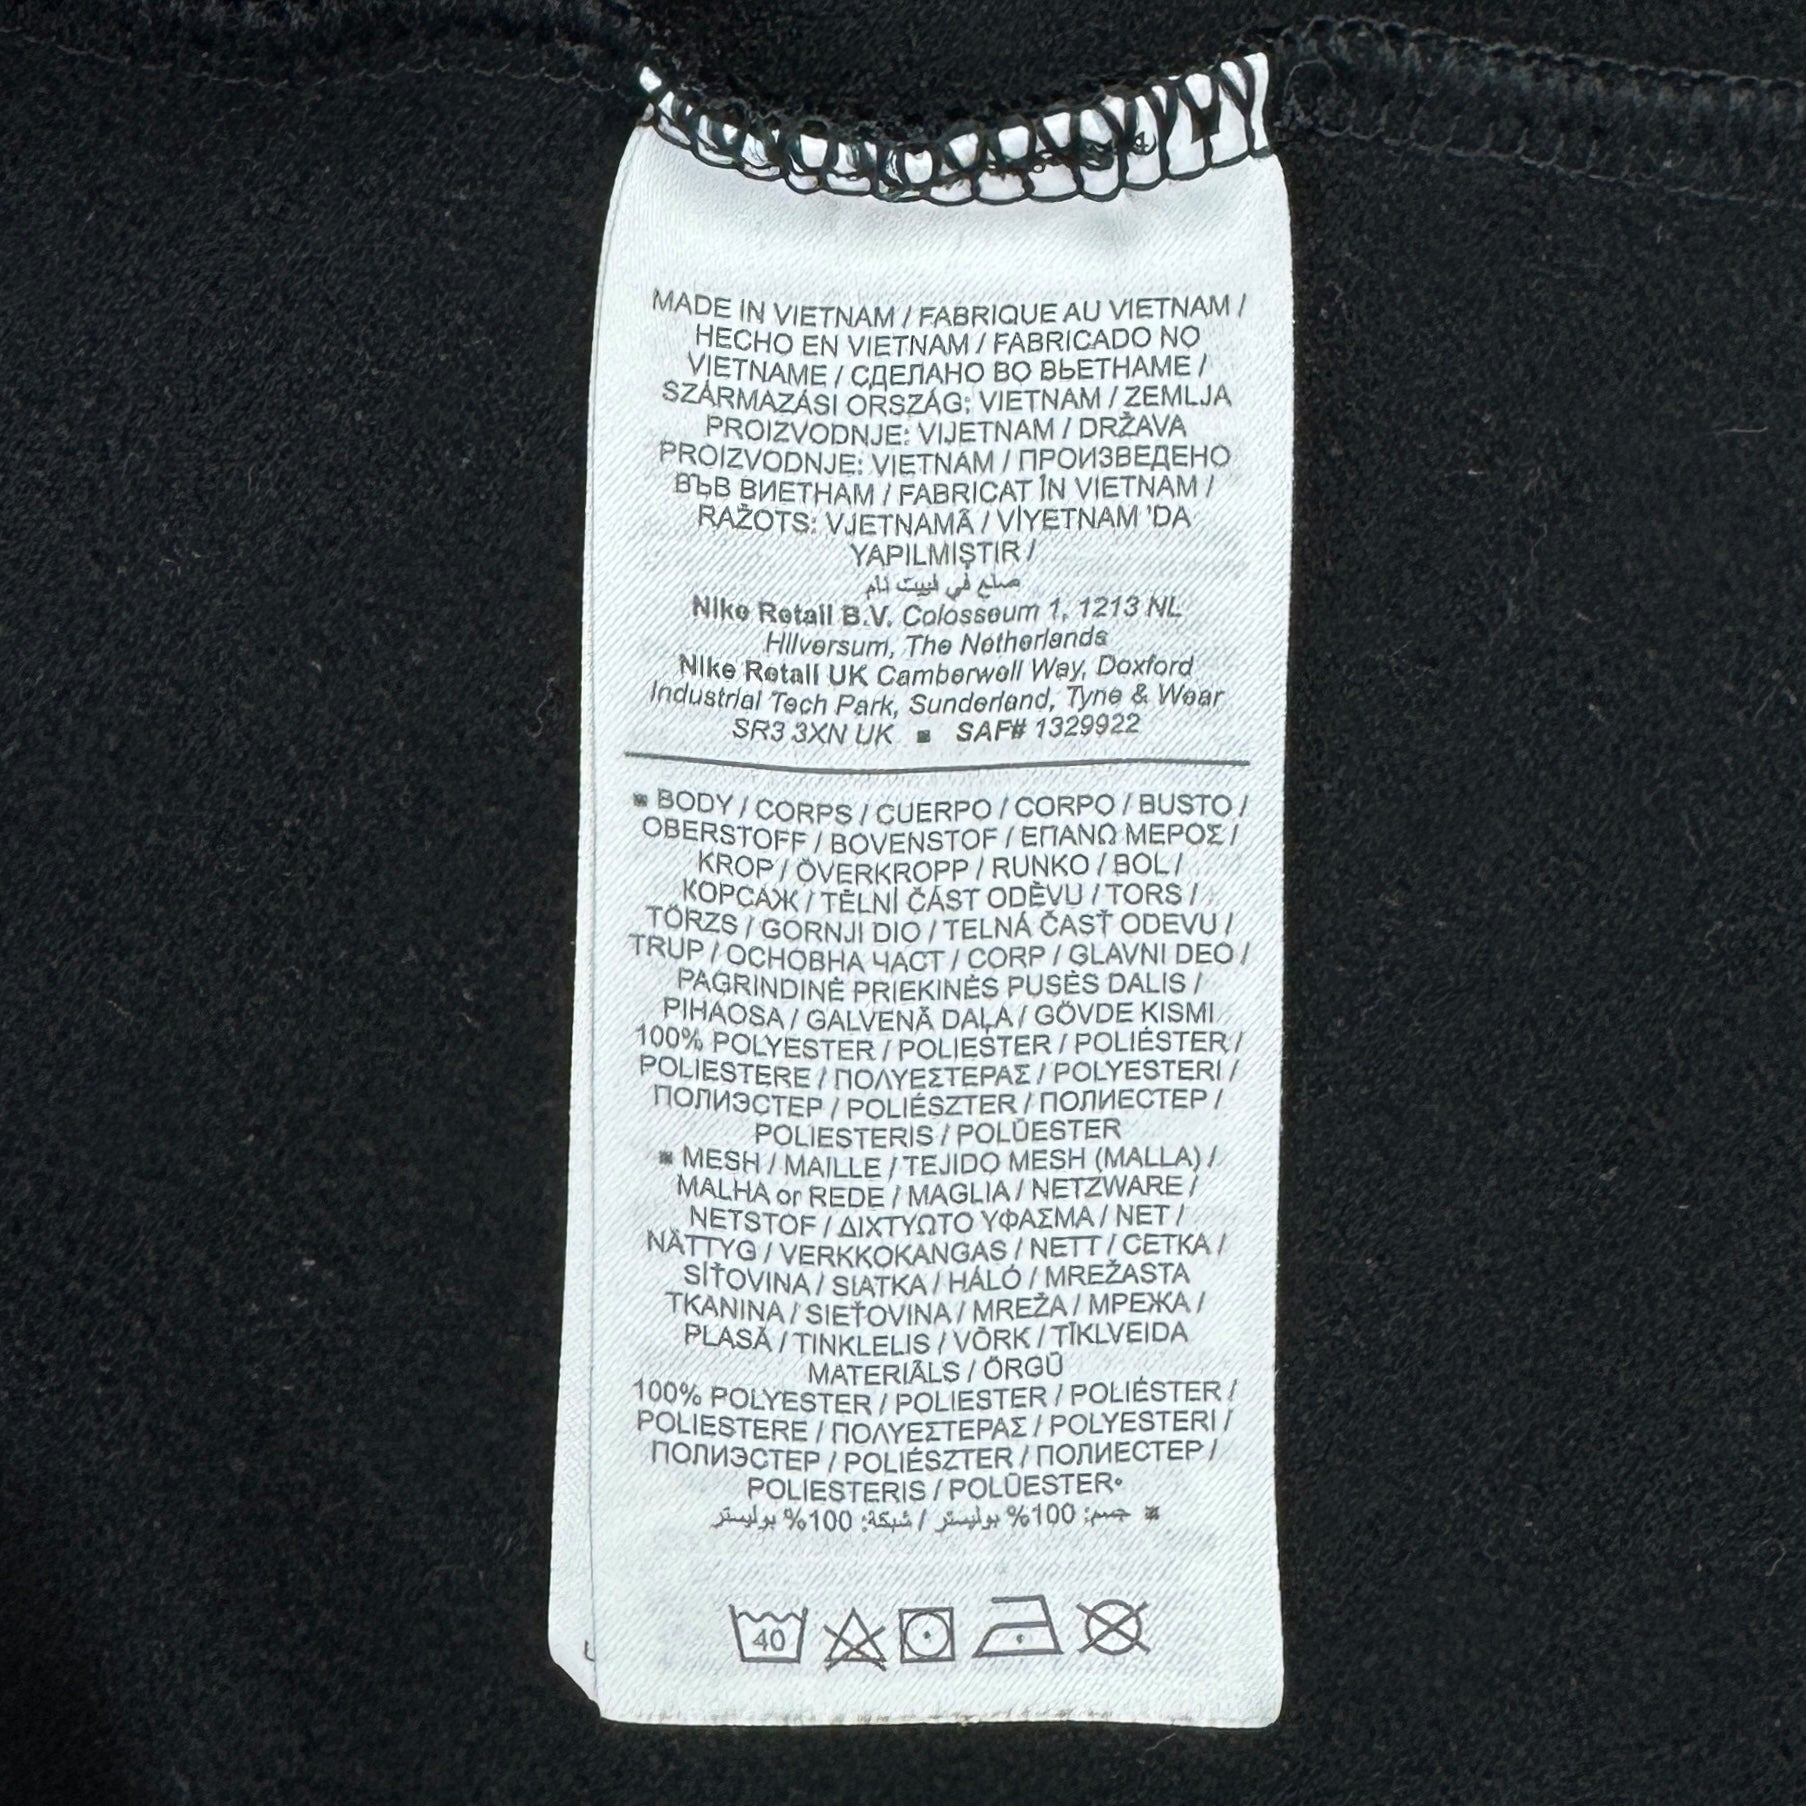 MADE IN VIETNAM / FABRIQUE AU VIETNAM /
HECHO EN VIETNAM / FABRICADO NO
VIETNAME / СДЕЛАНО ВО ВЬЕТНАМЕ /
SZÁRMAZÁSI ORSZÁG: VIETNAM / ZEMLJA
PROIZVODNJE: VIJETNAM / DRŽAVA
PROIZVODNJE: VIETNAM / ПРОИЗВЕДЕНО
ВЪВ ВИЕТНАМ / FABRICAT ÎN VIETNAM /
RAŽOTS: VJETNAMĀ / VİYETNAM 'DA
YAPILMIŞTIR /
صنع في فييت نام
Nike Retail B.V. Colosseum 1, 1213 NL
Hilversum, The Netherlands
Nike Retail UK Camberwell Way, Doxford
Industrial Tech Park, Sunderland, Tyne & Wear
SR3 3XN UK ▪ SAF# 1329922
▪ BODY / CORPS / CUERPO / CORPO / BUSTO /
OBERSTOFF / BOVENSTOF / ΕΠΑΝΩ ΜΕΡΟΣ /
KROP / ÖVERKROPP / RUNKO / BOL /
КОРСАЖ / TĚLNÍ ČÁST ODĚVU / TORS /
TÖRZS / GORNJI DIO / TELNÁ ČASŤ ODEVU /
TRUP / ОСНОВНА ЧАСТ / CORP / GLAVNI DEO /
PAGRINDINĖ PRIEKINĖS PUSĖS DALIS /
PIHAOSA / GALVENĀ DAĻA / GÖVDE KISMI
100% POLYESTER / POLIESTER / POLIÉSTER /
POLIESTERE / ΠΟΛΥΕΣΤΕΡΑΣ / POLYESTERI /
ПОЛИЭСТЕР / POLIÉSZTER / ПОЛИЕСТЕР /
POLIESTERIS / POLÜESTER
▪ MESH / MAILLE / TEJIDO MESH (MALLA) /
MALHA or REDE / MAGLIA / NETZWARE /
NETSTOF / ΔΙΧΤΥΩΤΟ ΥΦΑΣΜΑ / NET /
NÄTTYG / VERKKOKANGAS / NETT / СЕТКА /
SÍŤOVINA / SIATKA / HÁLÓ / MREŽASTA
TKANINA / SIEŤOVINA / MREŽA / МРЕЖА /
PLASĂ / TINKLELIS / VÕRK / TĪKLVEIDA
MATERIĀLS / ÖRGÜ
100% POLYESTER / POLIESTER / POLIÉSTER /
POLIESTERE / ΠΟΛΥΕΣΤΕΡΑΣ / POLYESTERI /
ПОЛИЭСТЕР / POLIÉSZTER / ПОЛИЕСТЕР /
POLIESTERIS / POLÜESTER
▪ جسم: 100% بوليستر / شبكة: 100% بوليستر
40